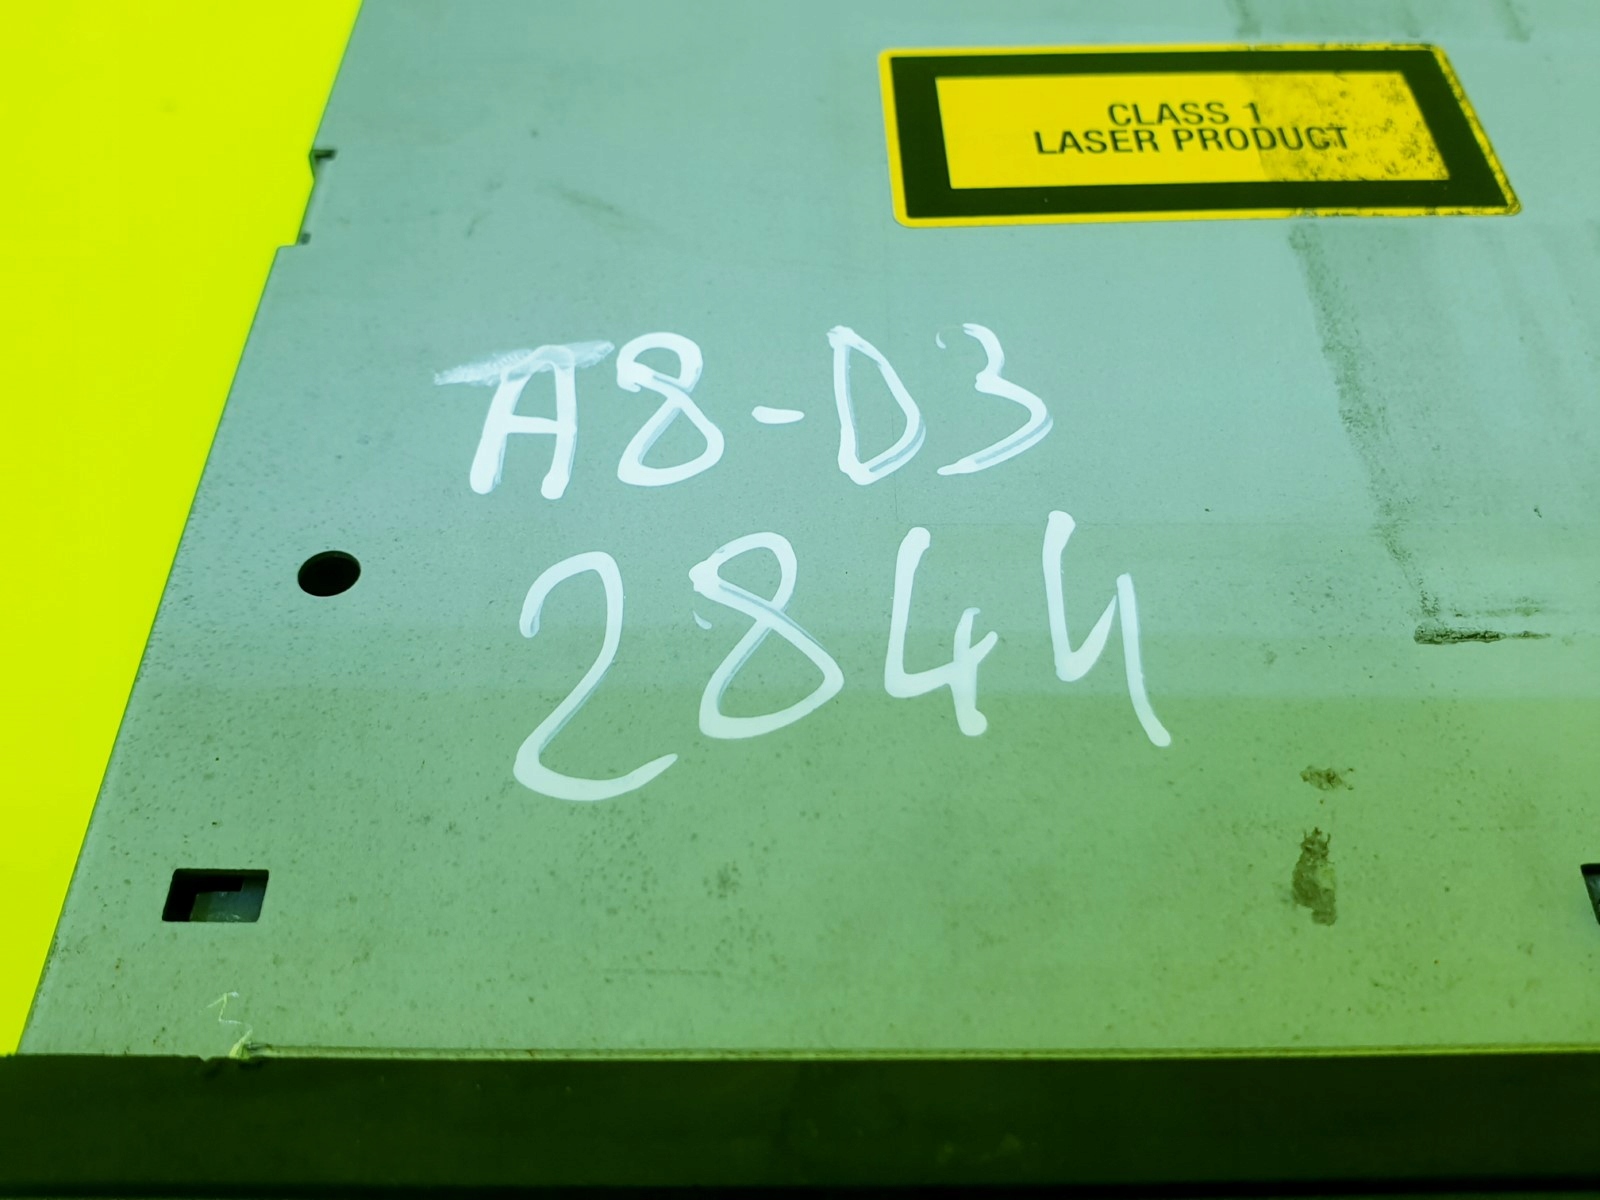 CLASS 1
LASER PRODUCT
A8-D3
2844